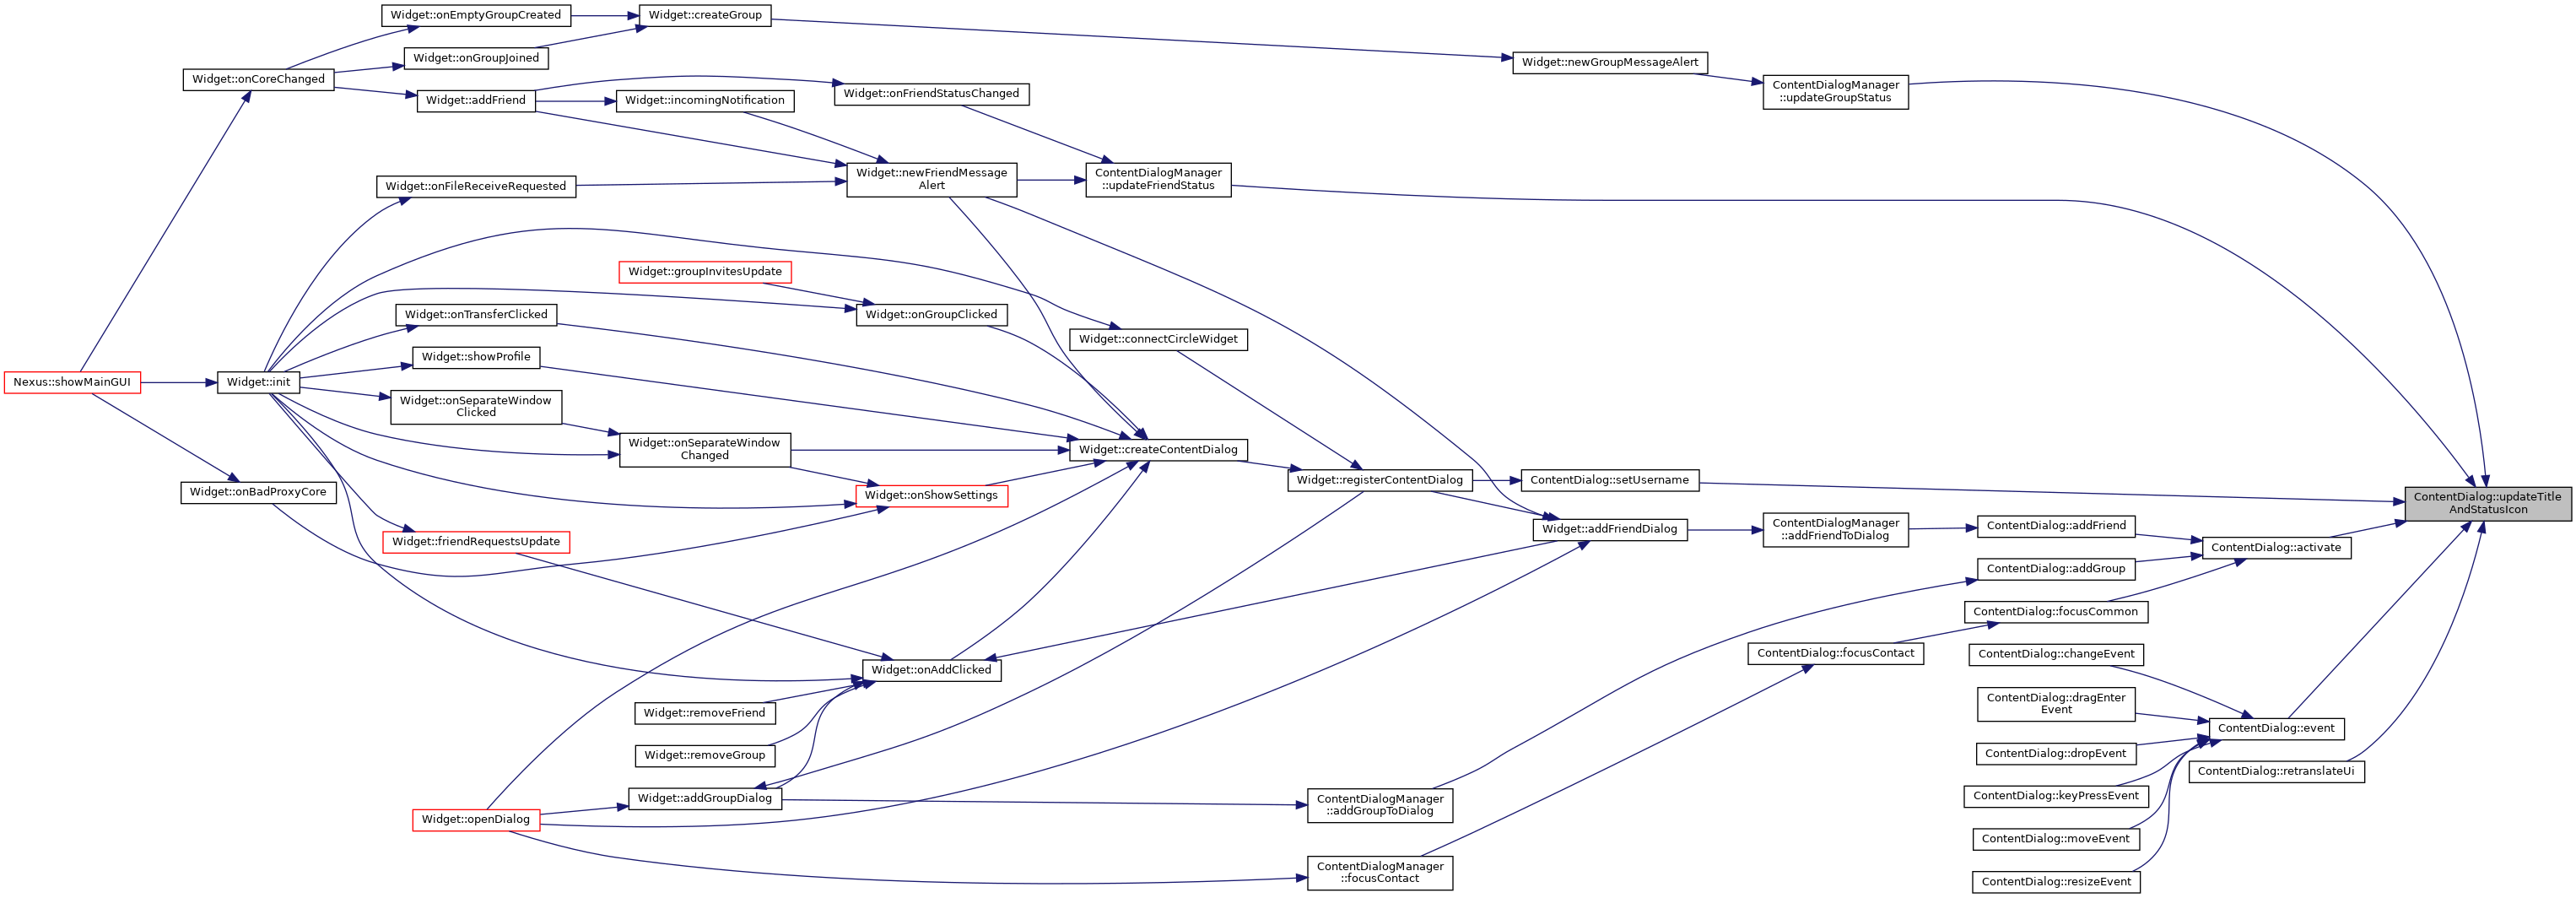 Widget::onEmptyGroupCreated
Widget::createGroup
Widget::onGroupJoined
Widget::newGroupMessageAlert
Widget::onCoreChanged
ContentDialogManager
::updateGroupStatus
Widget::addFriend
Widget::incomingNotification
Widget::onFriendStatusChanged
Widget::onFileReceiveRequested
Widget::newFriendMessage
Alert
ContentDialogManager
::updateFriendStatus
Widget::groupInvitesUpdate
Widget::onTransferClicked
Widget::onGroupClicked
Widget::connectCircleWidget
Widget::showProfile
Nexus::showMainGUI
Widget::init
Widget::onSeparateWindow
Clicked
Widget::onSeparateWindow
Changed
Widget::createContentDialog
Widget::onBadProxyCore
Widget::onShowSettings
Widget::registerContentDialog
ContentDialog::setUsername
ContentDialog::updateTitle
AndStatusIcon
Widget::friendRequestsUpdate
Widget::addFriendDialog
ContentDialogManager
::addFriendToDialog
ContentDialog::addFriend
ContentDialog::activate
ContentDialog::addGroup
ContentDialog::focusCommon
ContentDialog::focusContact
ContentDialog::changeEvent
Widget::onAddClicked
ContentDialog::dragEnter
Event
Widget::removeFriend
ContentDialog::event
Widget::removeGroup
ContentDialog::dropEvent
ContentDialog::retranslateUi
Widget::addGroupDialog
ContentDialogManager
::addGroupToDialog
ContentDialog::keyPressEvent
Widget::openDialog
ContentDialog::moveEvent
ContentDialogManager
::focusContact
ContentDialog::resizeEvent